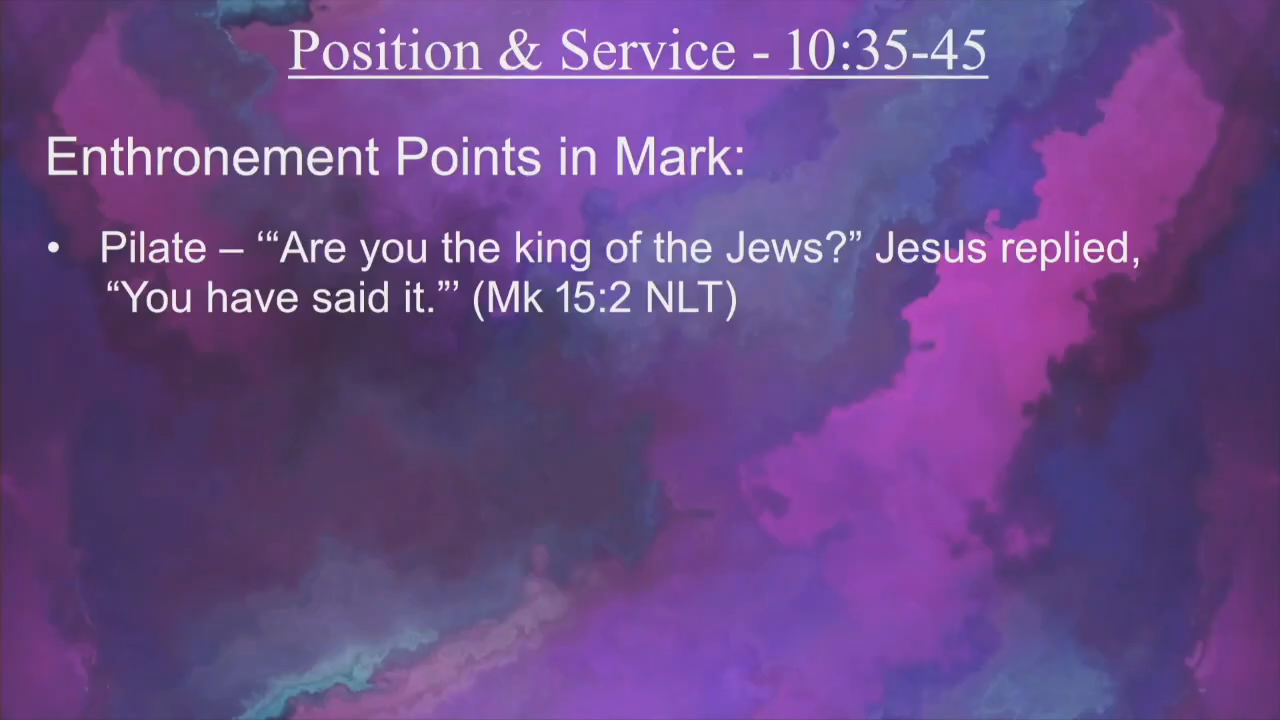 Position & Service - 10:35-45
Enthronement Points in Mark:
• Pilate – ‘“Are you the king of the Jews?” Jesus replied,
“You have said it.”’ (Mk 15:2 NLT)